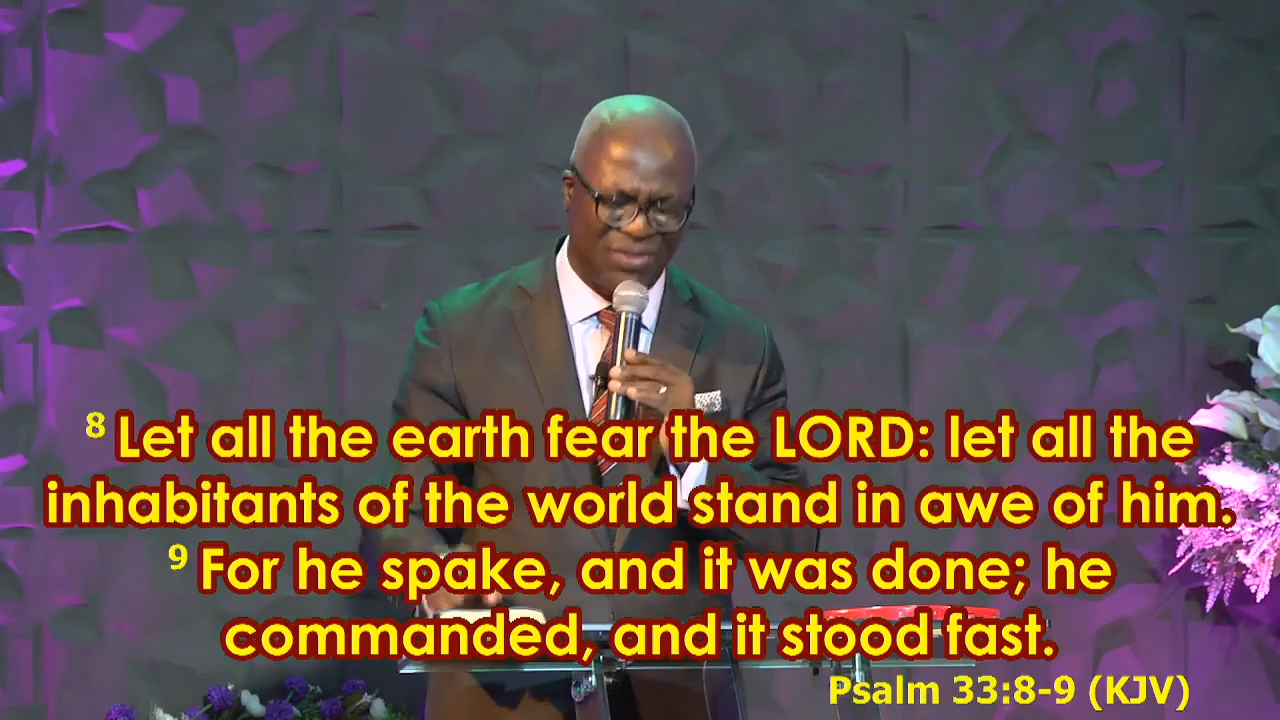 8 Let all the earth fear the LORD: let all the
inhabitants of the world stand in awe of him.
9 For he spake, and it was done; he
commanded, and it stood fast.
Psalm 33:8-9 (KJV)